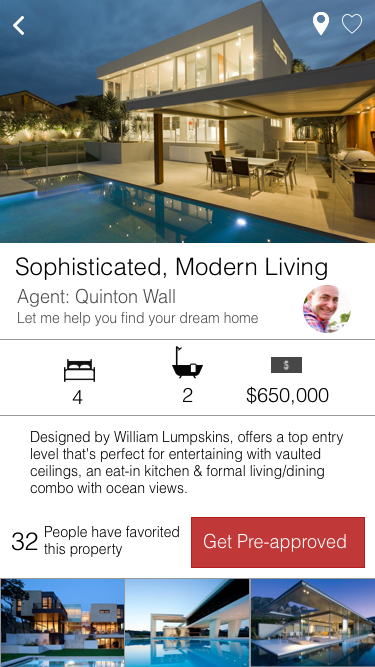 Sophisticated, Modern Living
Agent: Quinton Wall
Let me help you find your dream home
4
2
$
$650,000
Designed by William Lumpskins, offers a top entry
level that's perfect for entertaining with vaulted
ceilings, an eat-in kitchen & formal living/dining
combo with ocean views.
32
People have favorited
this property
Get Pre-approved